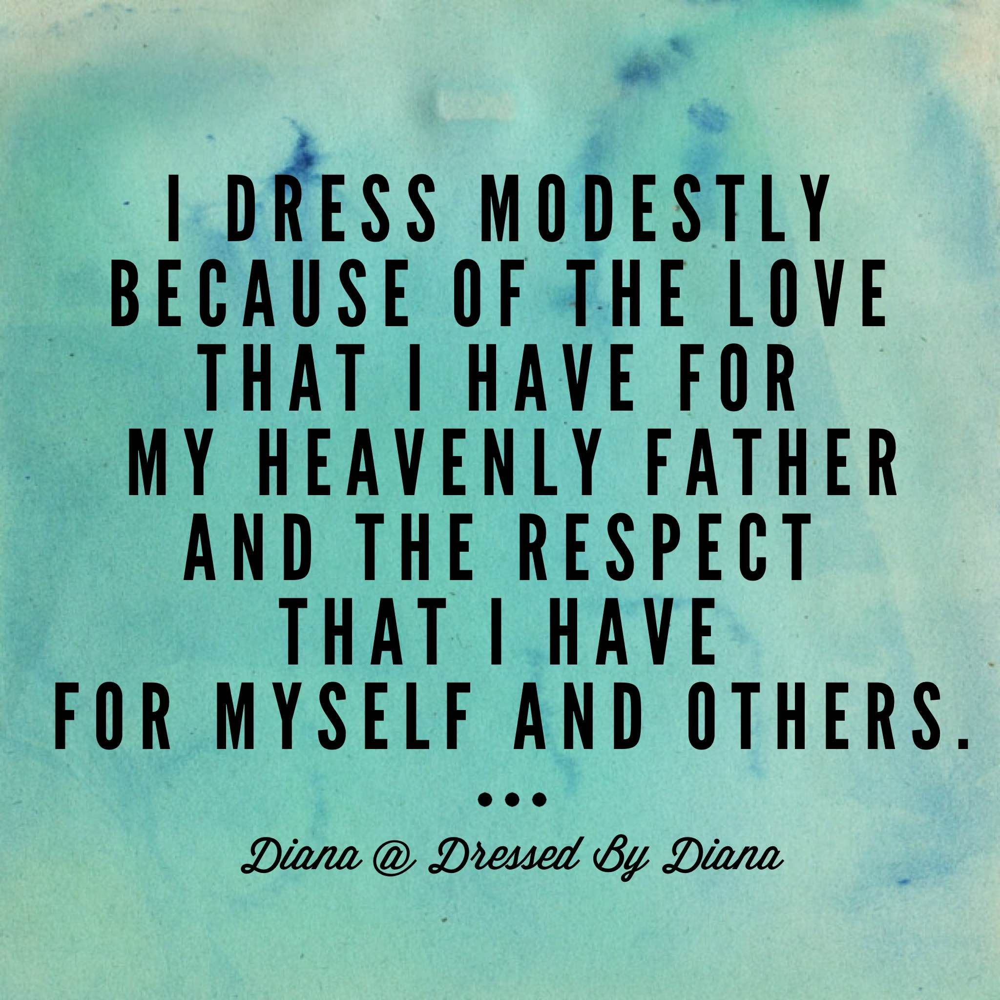 I DRESS MODESTLY
BECAUSE OF THE LOVE
THAT I HAVE FOR
MY HEAVENLY FATHER
AND THE RESPECT
THAT I HAVE
FOR MYSELF AND OTHERS.
•••
Diana @ Dressed By Diana